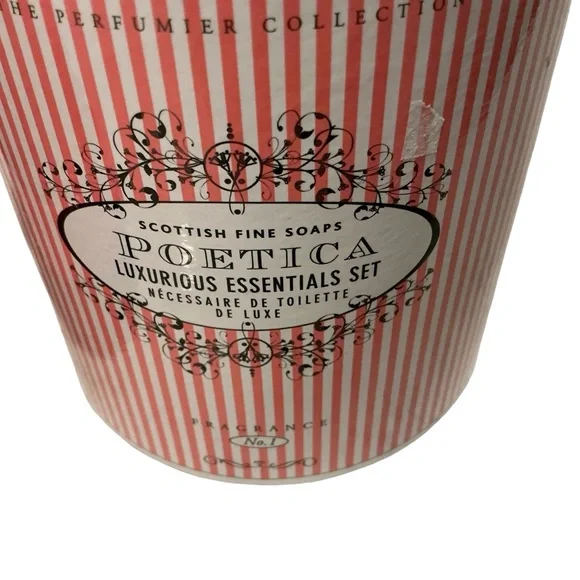 THE PERFUMIER COLLECTION
SCOTTISH FINE SOAPS
POETICA
LUXURIOUS ESSENTIALS SET
NÉCESSAIRE DE TOILETTE
DE LUXE
FRAGRANCE
No.1